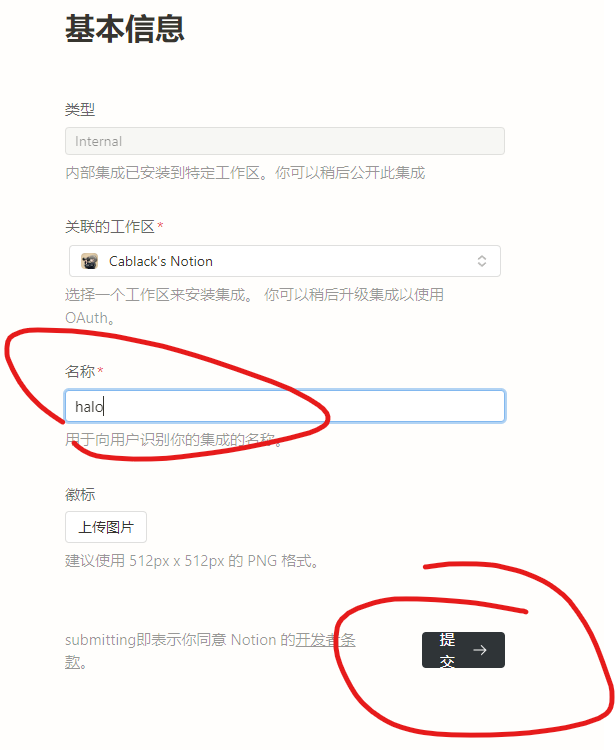 基本信息
类型
Internal
内部集成已安装到特定工作区。你可以稍后公开此集成
关联的工作区*
Cablack's Notion
选择一个工作区来安装集成。 你可以稍后升级集成以使用
OAuth。
名称*
halo
用于向用户识别你的集成的名称。
徽标
上传图片
建议使用 512px x 512px 的 PNG 格式。
submitting即表示你同意 Notion 的开发者条
款。
提
交